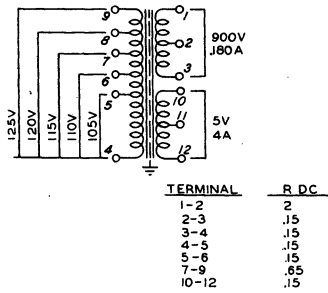 9
1
8
2
900V
.180A
7
3
6
10
5
11
5V
4A
4
12
125V
120V
115V
110V
105V
TERMINAL R DC
1-2 2
2-3 .15
3-4 .15
4-5 .15
5-6 .15
7-9 .65
10-12 .15